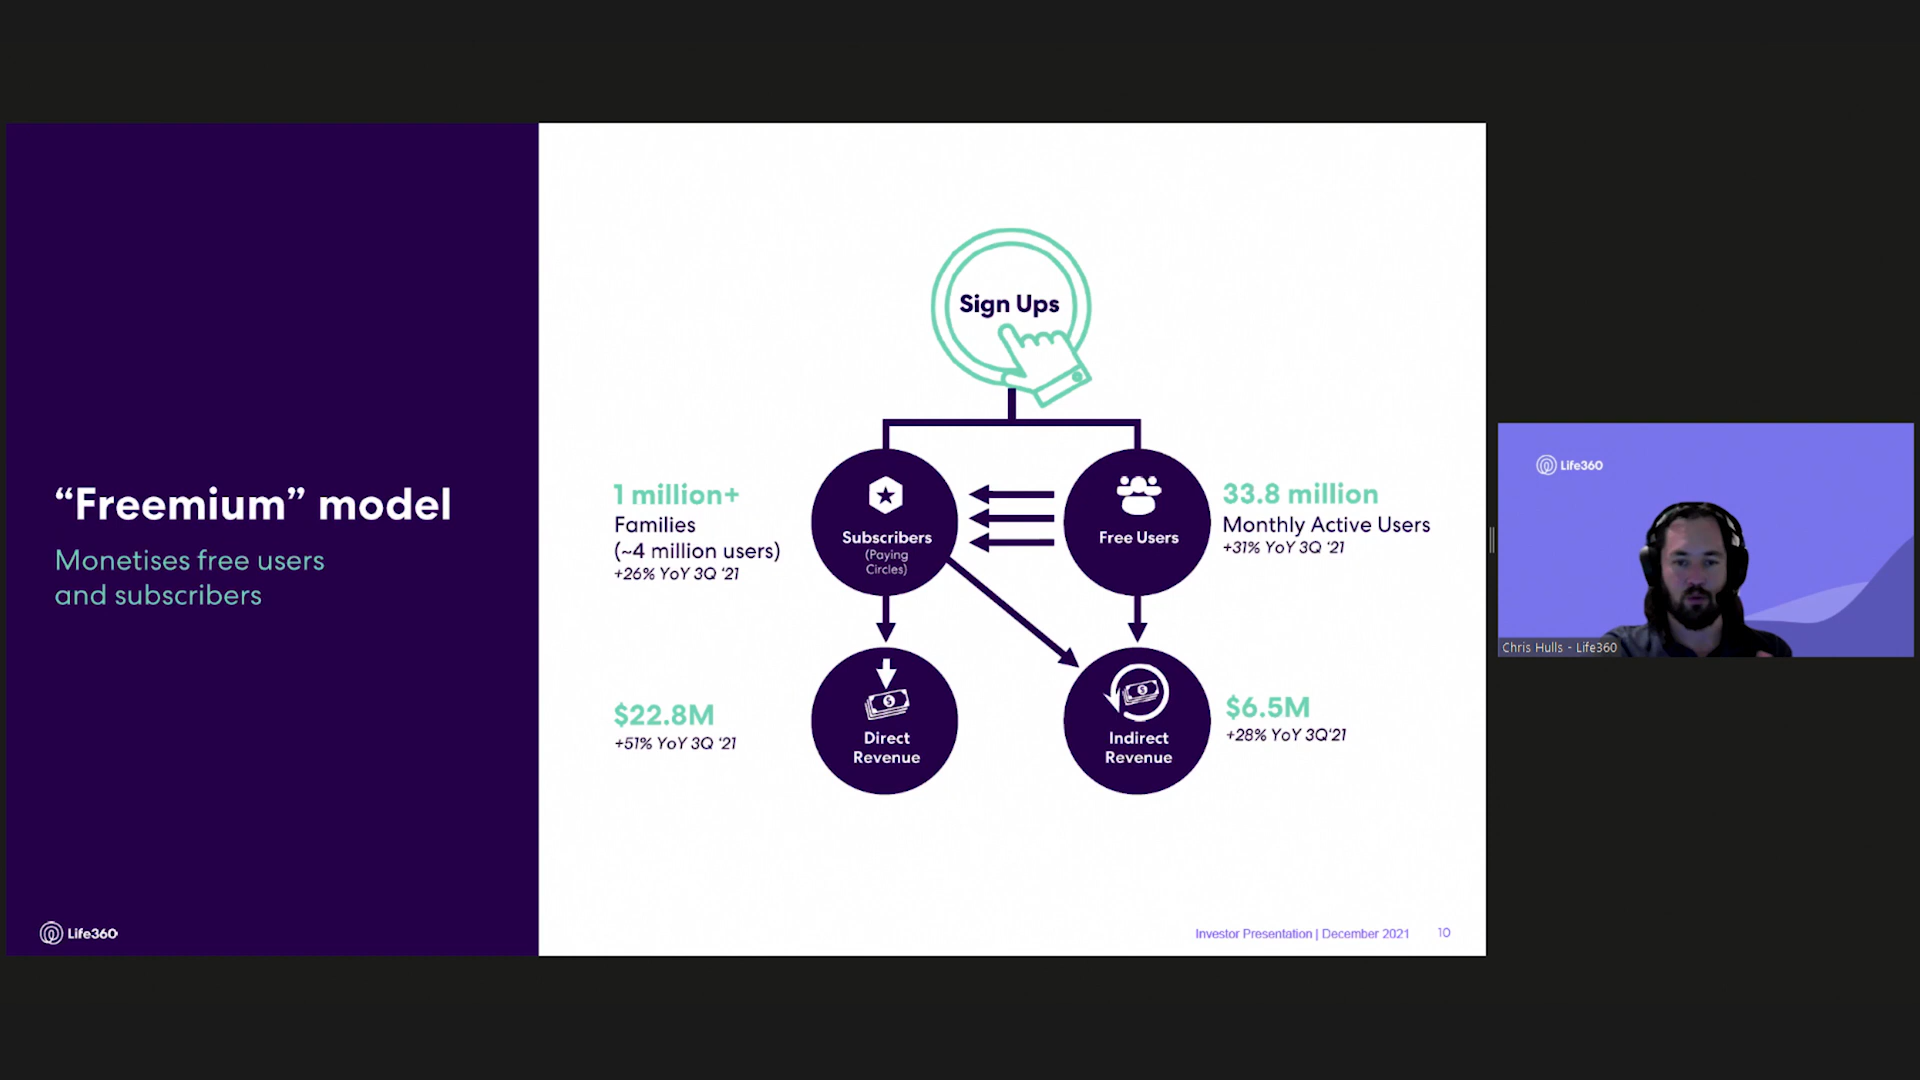 “Freemium” model
Monetises free users
and subscribers
Life360
Sign Ups
1 million+
Families
(~4 million users)
+26% YoY 3Q ‘21
Subscribers
(Paying
Circles)
Free Users
33.8 million
Monthly Active Users
+31% YoY 3Q ‘21
$22.8M
+51% YoY 3Q ‘21
Direct
Revenue
Indirect
Revenue
$6.5M
+28% YoY 3Q'21
Investor Presentation | December 2021 10
Life360
Chris Hulls - Life360